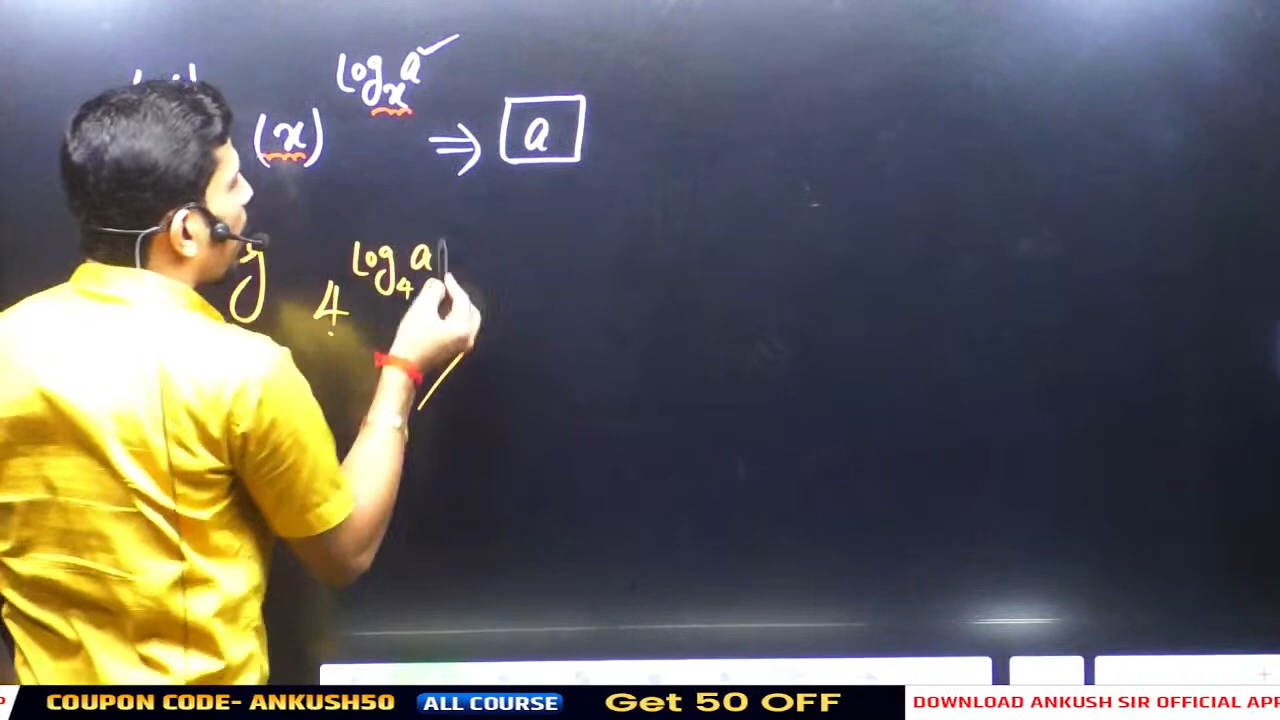 (x)^{log_x a} ⇒ a
g 4^{log_4 a}
COUPON CODE- ANKUSH50 ALL COURSE Get 50 OFF DOWNLOAD ANKUSH SIR OFFICIAL APP